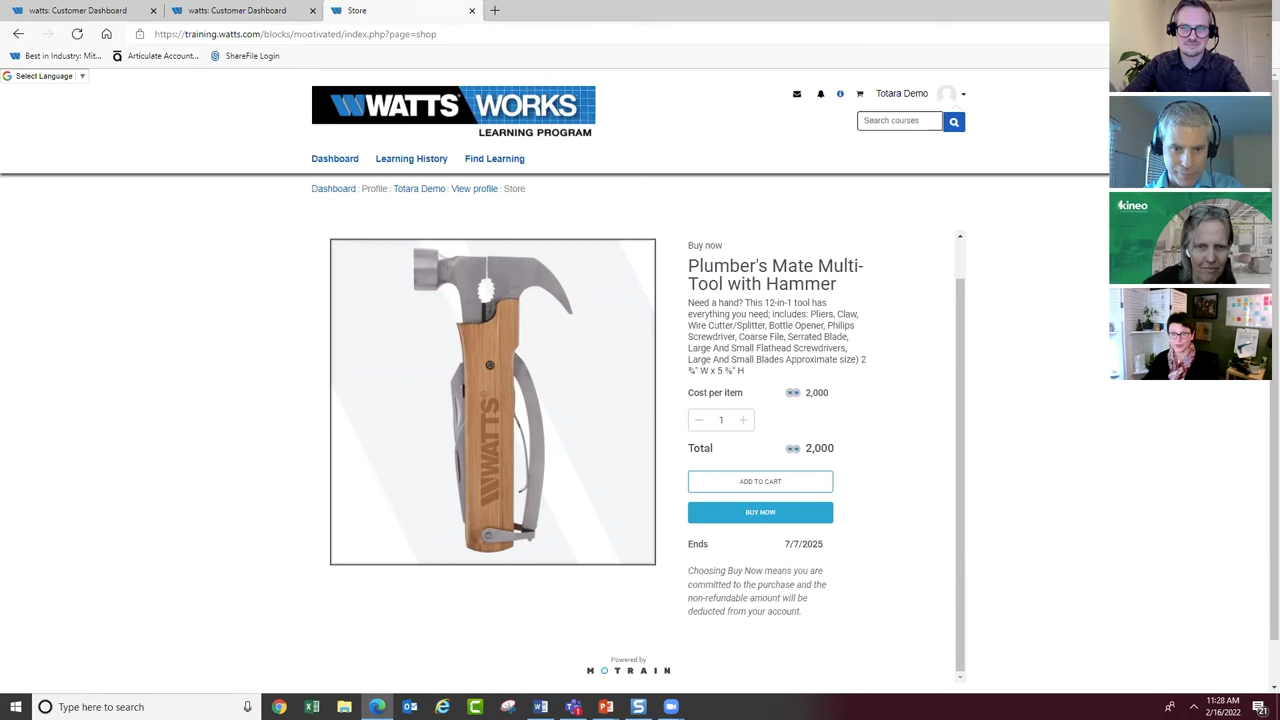 watts Customer Dashboard
Store
https://training.watts.com/blocks/mootivated/index.php?page=shop
Best in Industry: Mit...
Articulate Account...
ShareFile Login
Select Language
WATTS WORKS
LEARNING PROGRAM
Totara Demo
Search courses
Dashboard
Learning History
Find Learning
Dashboard : Profile : Totara Demo : View profile : Store
Buy now
Plumber's Mate Multi-
Tool with Hammer
Need a hand? This 12-in-1 tool has
everything you need; includes: Pliers, Claw,
Wire Cutter/Splitter, Bottle Opener, Philips
Screwdriver, Coarse File, Serrated Blade,
Large And Small Flathead Screwdrivers,
Large And Small Blades Approximate size) 2
¾" W x 5 ⅜" H
Cost per item 2,000
1
Total 2,000
ADD TO CART
BUY NOW
Ends 7/7/2025
Choosing Buy Now means you are
committed to the purchase and the
non-refundable amount will be
deducted from your account.
WATTS
Powered by
MOTRAIN
kineo
Type here to search
11:28 AM
2/16/2022
21